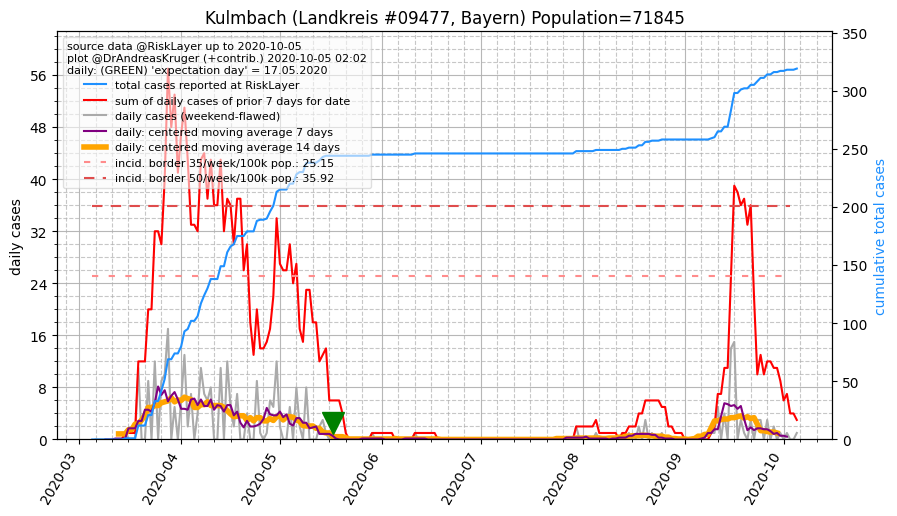 Kulmbach (Landkreis #09477, Bayern) Population=71845
source data @RiskLayer up to 2020-10-05
plot @DrAndreasKruger (+contrib.) 2020-10-05 02:02
daily: (GREEN) 'expectation day' = 17.05.2020
total cases reported at RiskLayer
sum of daily cases of prior 7 days for date
daily cases (weekend-flawed)
daily: centered moving average 7 days
daily: centered moving average 14 days
incid. border 35/week/100k pop.: 25.15
incid. border 50/week/100k pop.: 35.92
daily cases
56
48
40
32
24
16
8
0
cumulative total cases
350
300
250
200
150
100
50
0
2020-03
2020-04
2020-05
2020-06
2020-07
2020-08
2020-09
2020-10